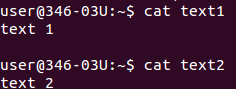 user@346-03U:~$ cat text1
text 1
user@346-03U:~$ cat text2
text 2